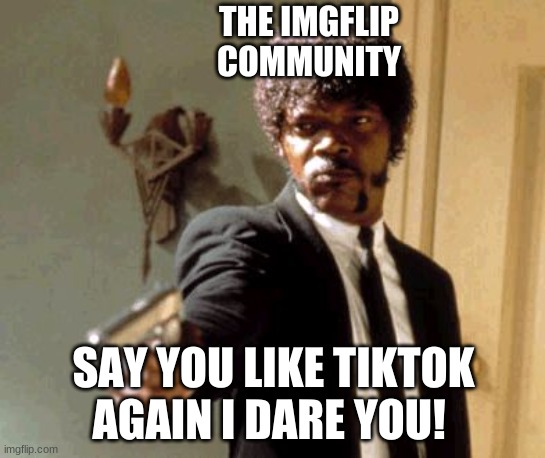 THE IMGFLIP
COMMUNITY
SAY YOU LIKE TIKTOK
AGAIN I DARE YOU!
imgflip.com